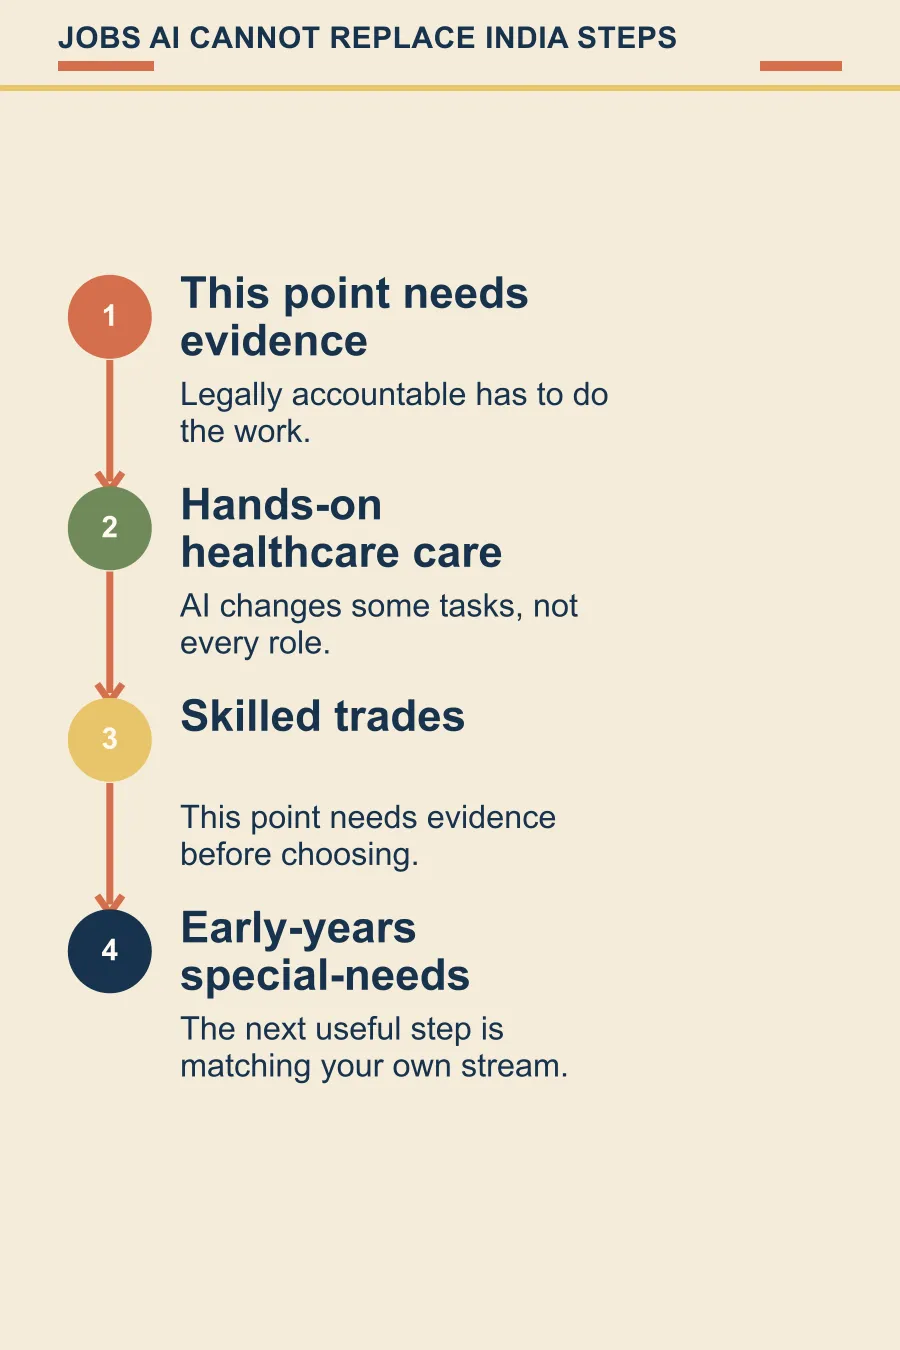 JOBS AI CANNOT REPLACE INDIA STEPS
1
This point needs
evidence
Legally accountable has to do
the work.
2
Hands-on
healthcare care
AI changes some tasks, not
every role.
3
Skilled trades
This point needs evidence
before choosing.
4
Early-years
special-needs
The next useful step is
matching your own stream.